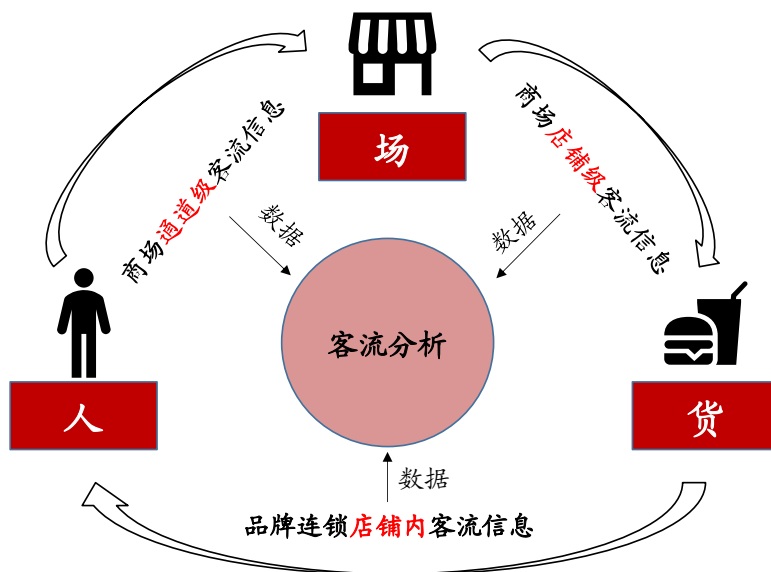 场
商场通道级客流信息
商场店铺级客流信息
数据
数据
客流分析
人
货
数据
品牌连锁店铺内客流信息